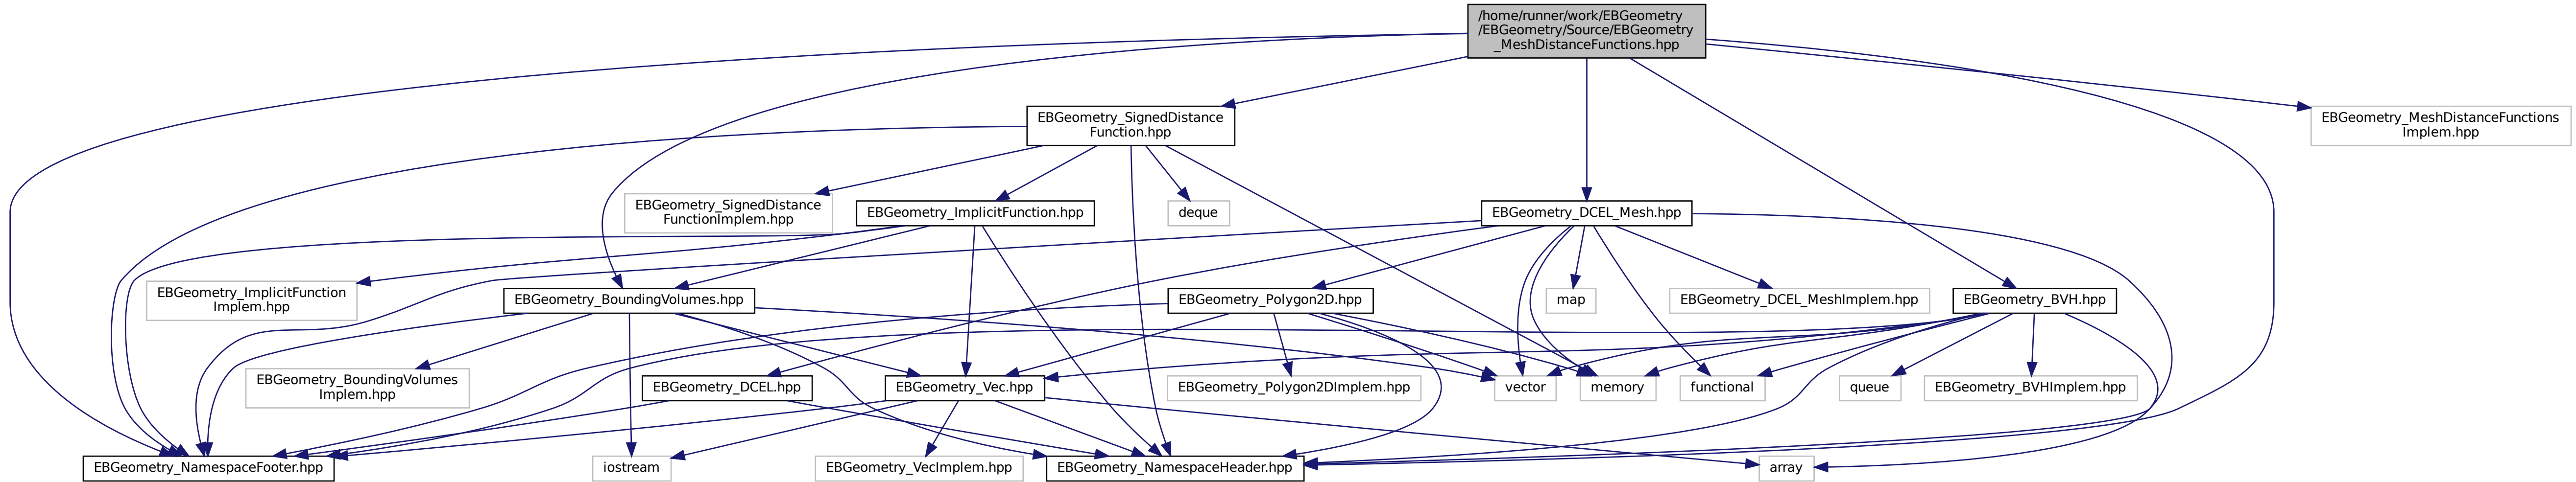 /home/runner/work/EBGeometry
/EBGeometry/Source/EBGeometry
_MeshDistanceFunctions.hpp
EBGeometry_SignedDistance
Function.hpp
EBGeometry_MeshDistanceFunctions
Implem.hpp
EBGeometry_SignedDistance
FunctionImplem.hpp
EBGeometry_ImplicitFunction.hpp
deque
EBGeometry_DCEL_Mesh.hpp
EBGeometry_ImplicitFunction
Implem.hpp
EBGeometry_BoundingVolumes.hpp
EBGeometry_Polygon2D.hpp
map
EBGeometry_DCEL_MeshImplem.hpp
EBGeometry_BVH.hpp
EBGeometry_BoundingVolumes
Implem.hpp
EBGeometry_DCEL.hpp
EBGeometry_Vec.hpp
EBGeometry_Polygon2DImplem.hpp
vector
memory
functional
queue
EBGeometry_BVHImplem.hpp
EBGeometry_NamespaceFooter.hpp
iostream
EBGeometry_VecImplem.hpp
EBGeometry_NamespaceHeader.hpp
array